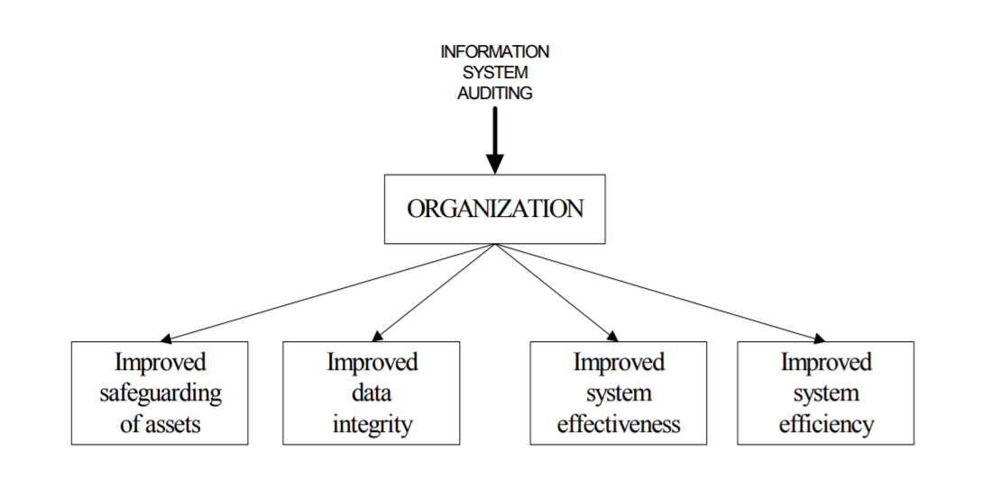 INFORMATION
SYSTEM
AUDITING
ORGANIZATION
Improved
safeguarding
of assets
Improved
data
integrity
Improved
system
effectiveness
Improved
system
efficiency